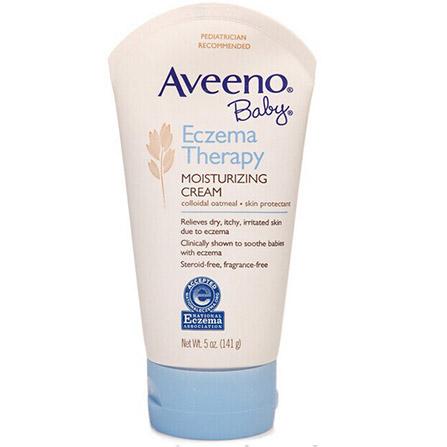 PEDIATRICIAN
RECOMMENDED
Aveeno®
Baby®
Eczema
Therapy
MOISTURIZING
CREAM
colloidal oatmeal • skin protectant
Relieves dry, itchy, irritated skin
due to eczema
Clinically shown to soothe babies
with eczema
Steroid-free, fragrance-free
ACCEPTED
e
NATIONAL
Eczema
ASSOCIATION
Net Wt. 5 oz. (141 g)